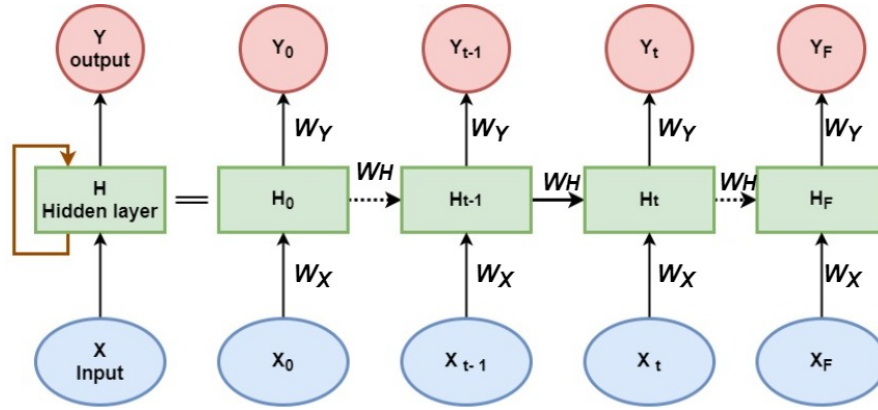 Y
output
Y0
Yt-1
Yt
YF
WY
WY
WY
WY
H
Hidden layer
=
H0
WH
Ht-1
WH
Ht
WH
HF
WX
WX
WX
WX
X
Input
X0
X t-1
X t
XF